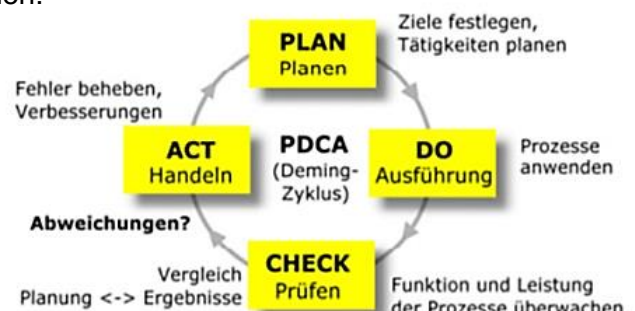 PLAN
Planen
Ziele festlegen,
Tätigkeiten planen
Fehler beheben,
Verbesserungen
ACT
Handeln
PDCA
(Deming-
Zyklus)
DO
Ausführung
Prozesse
anwenden
Abweichungen?
CHECK
Prüfen
Vergleich
Planung <-> Ergebnisse
Funktion und Leistung
der Prozesse überwachen